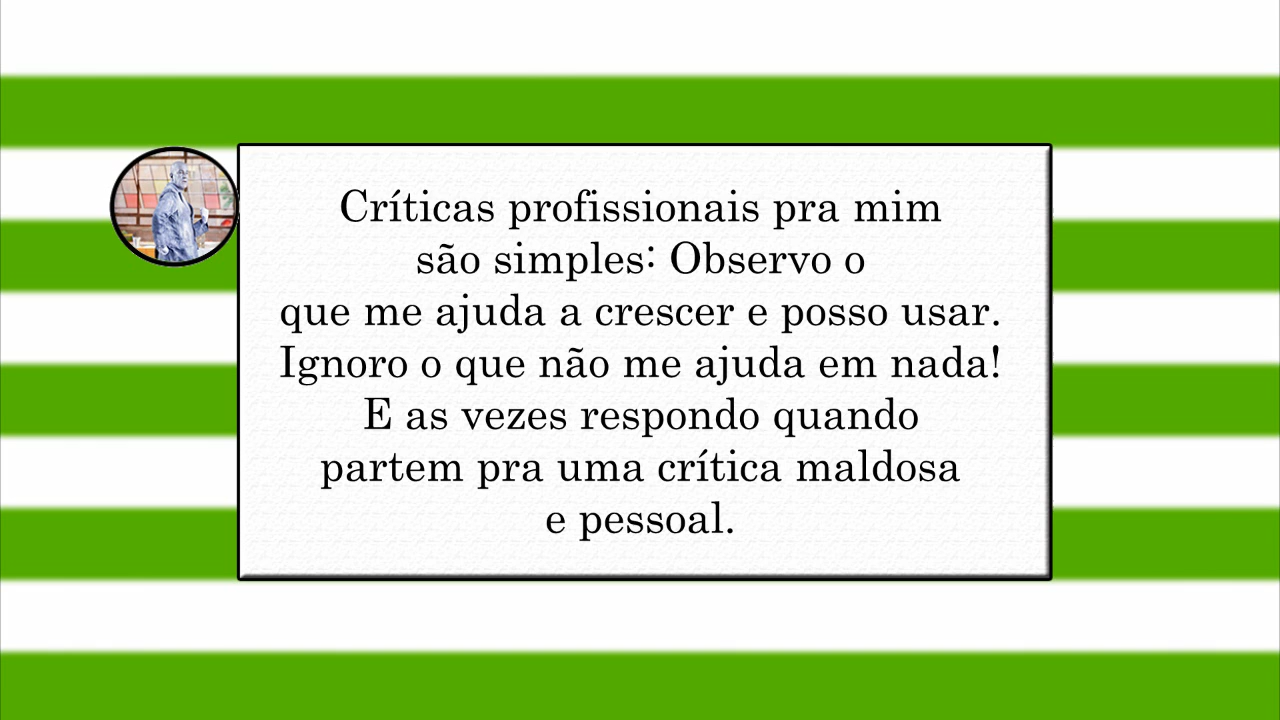 Críticas profissionais pra mim
são simples: Observo o
que me ajuda a crescer e posso usar.
Ignoro o que não me ajuda em nada!
E as vezes respondo quando
partem pra uma crítica maldosa
e pessoal.